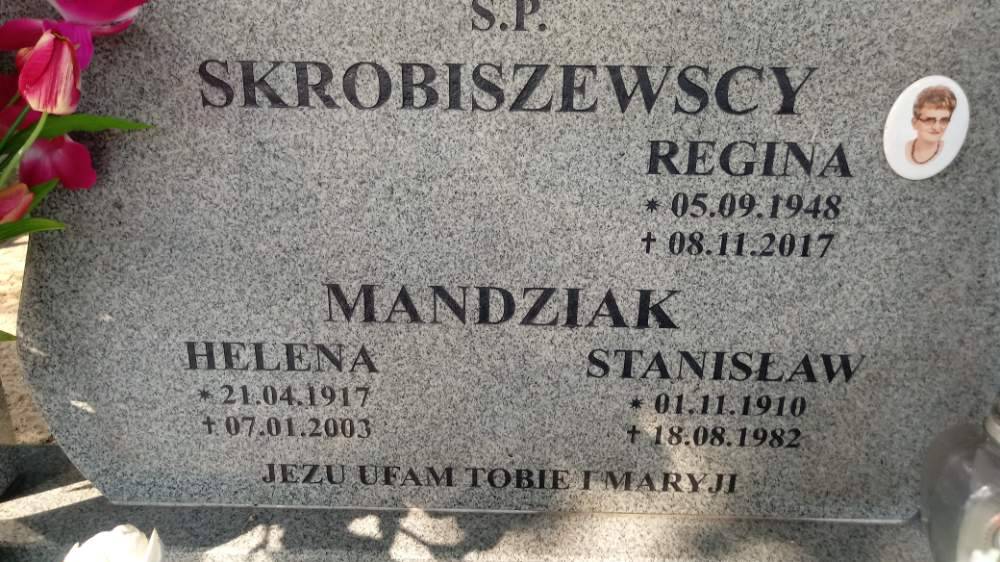 Ś.P.
SKROBISZEWSCY
REGINA
* 05.09.1948
† 08.11.2017
MANDZIAK
HELENA STANISŁAW
* 21.04.1917 * 01.11.1910
† 07.01.2003 † 18.08.1982
JEZU UFAM TOBIE I MARYJI